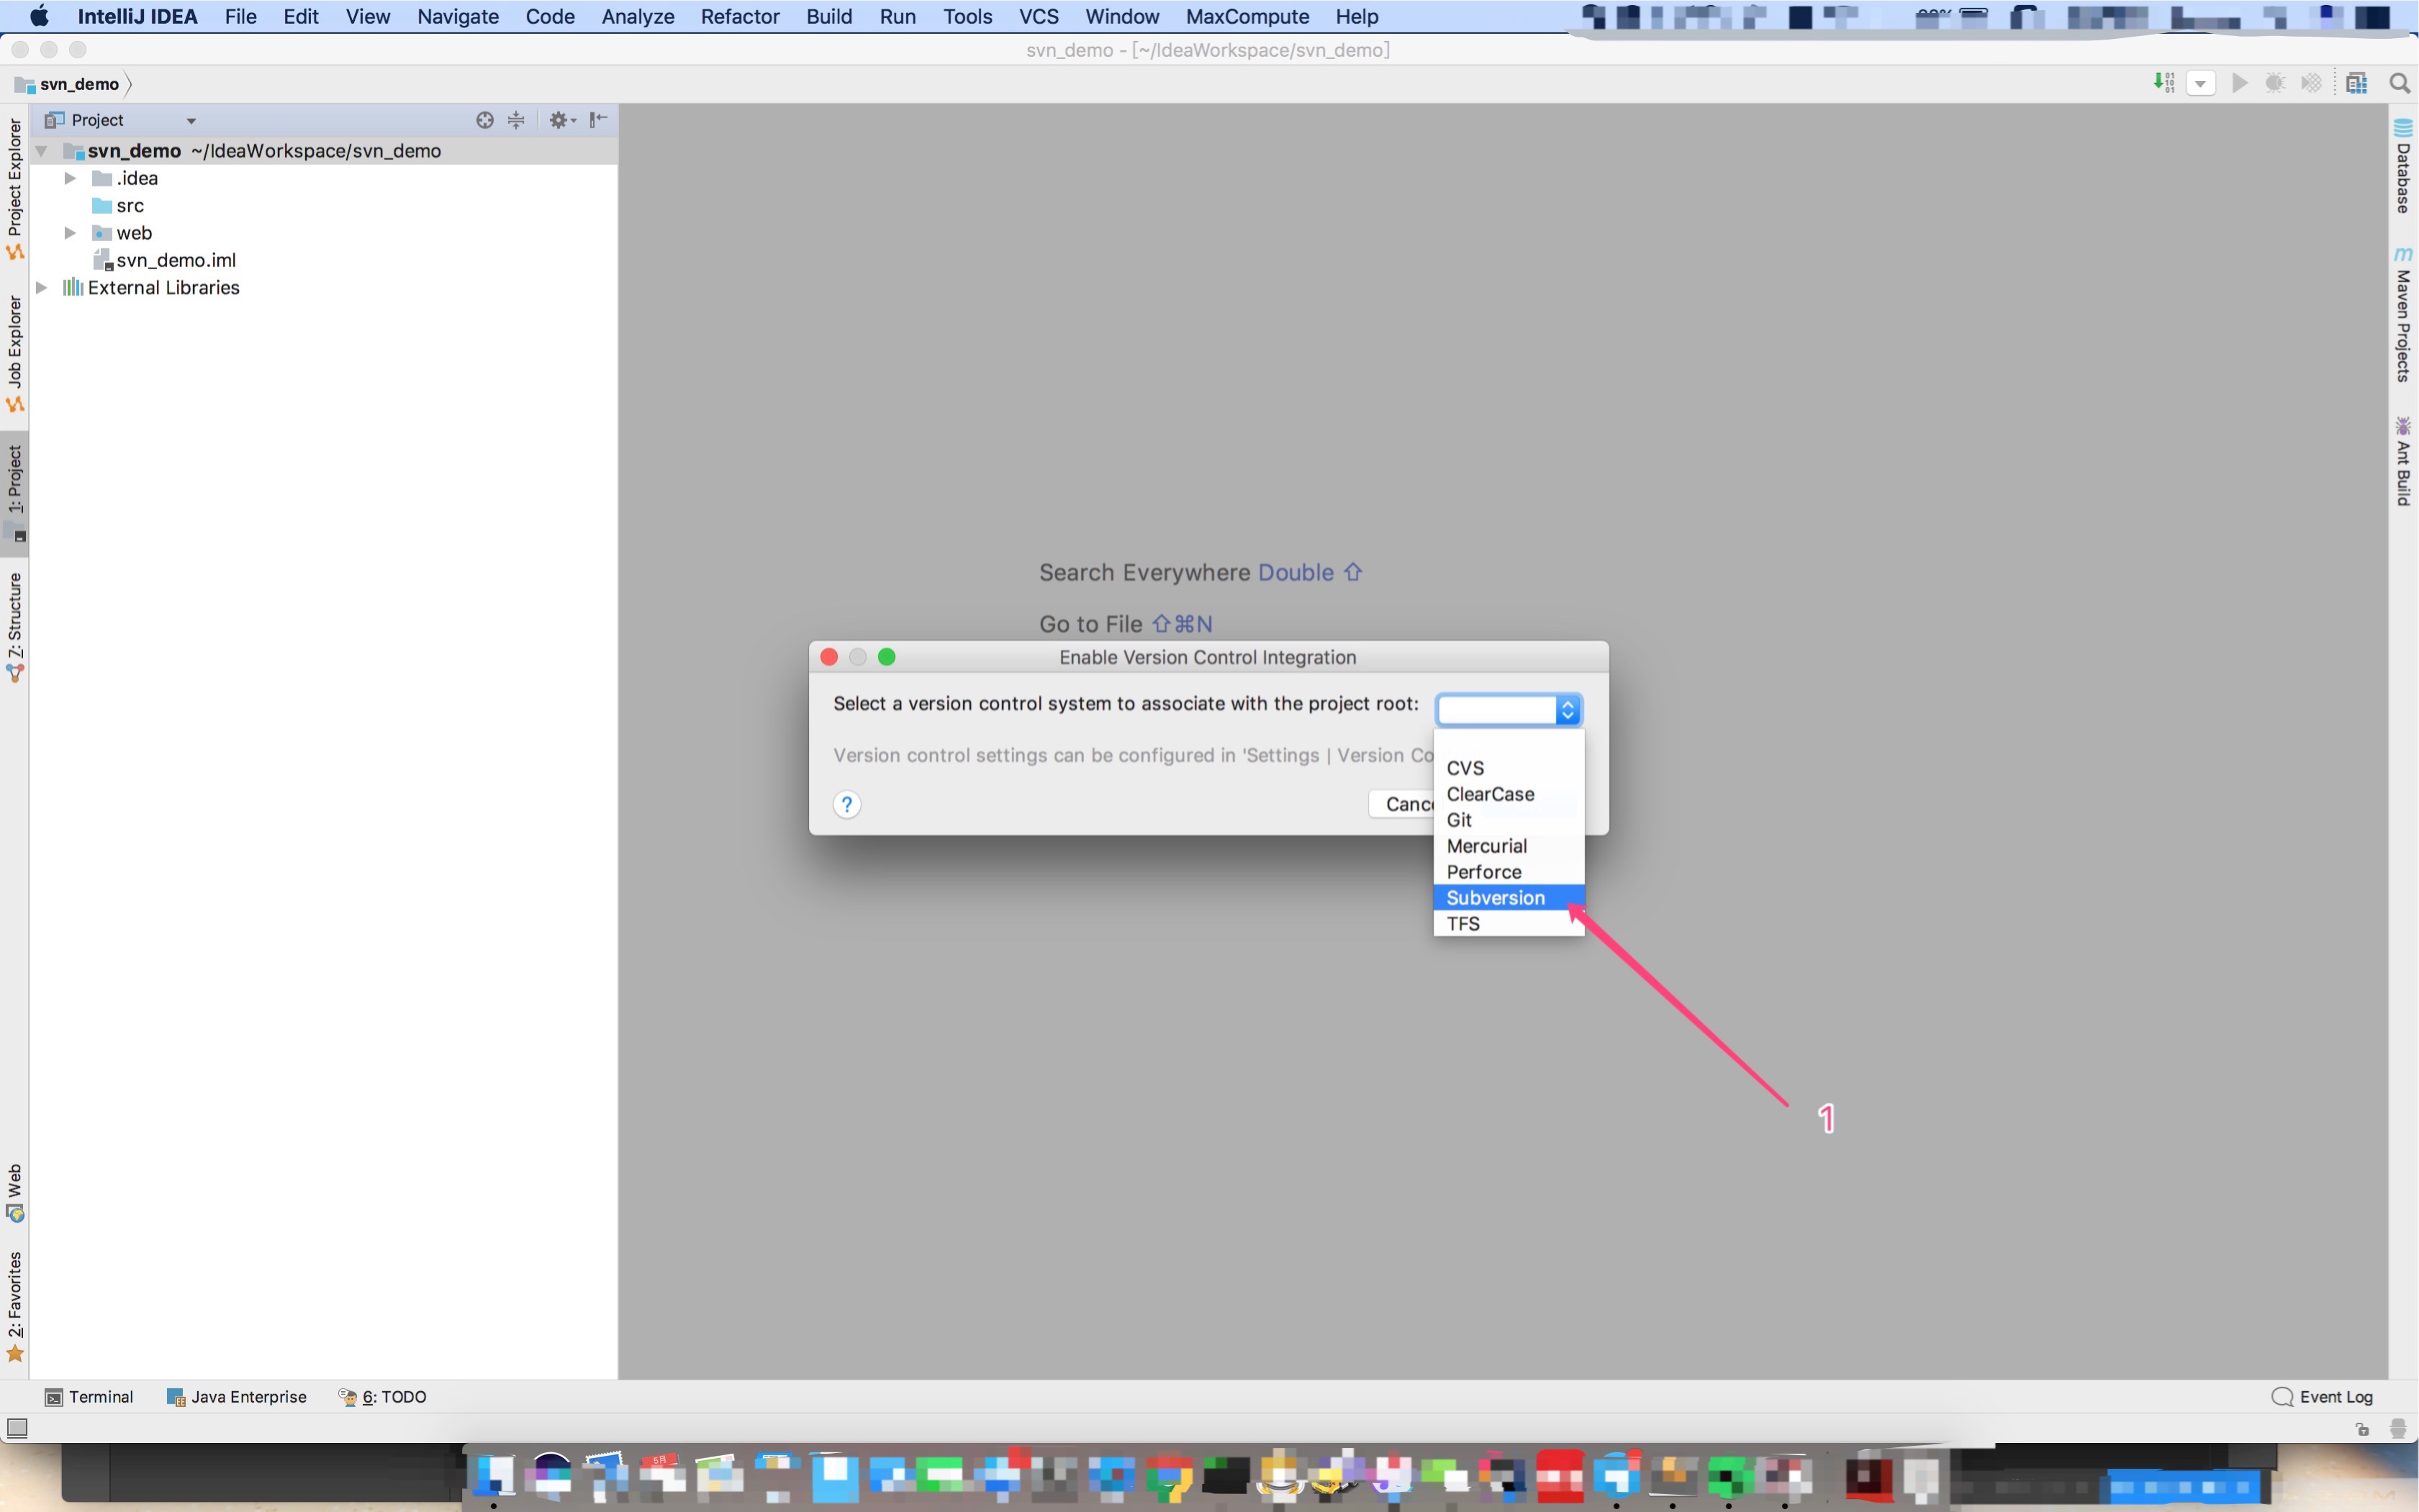 IntelliJ IDEA File Edit View Navigate Code Analyze Refactor Build Run Tools VCS Window MaxCompute Help
svn_demo - [~/IdeaWorkspace/svn_demo]
svn_demo
Project
svn_demo ~/IdeaWorkspace/svn_demo
.idea
src
web
svn_demo.iml
External Libraries
Project Explorer
Job Explorer
1: Project
7: Structure
Web
2: Favorites
Search Everywhere Double ⇧
Go to File ⇧⌘N
Enable Version Control Integration
Select a version control system to associate with the project root:
Version control settings can be configured in 'Settings | Version Co
?
Canc
CVS
ClearCase
Git
Mercurial
Perforce
Subversion
TFS
1
Database
Maven Projects
Ant Build
Terminal Java Enterprise 6: TODO Event Log
5月